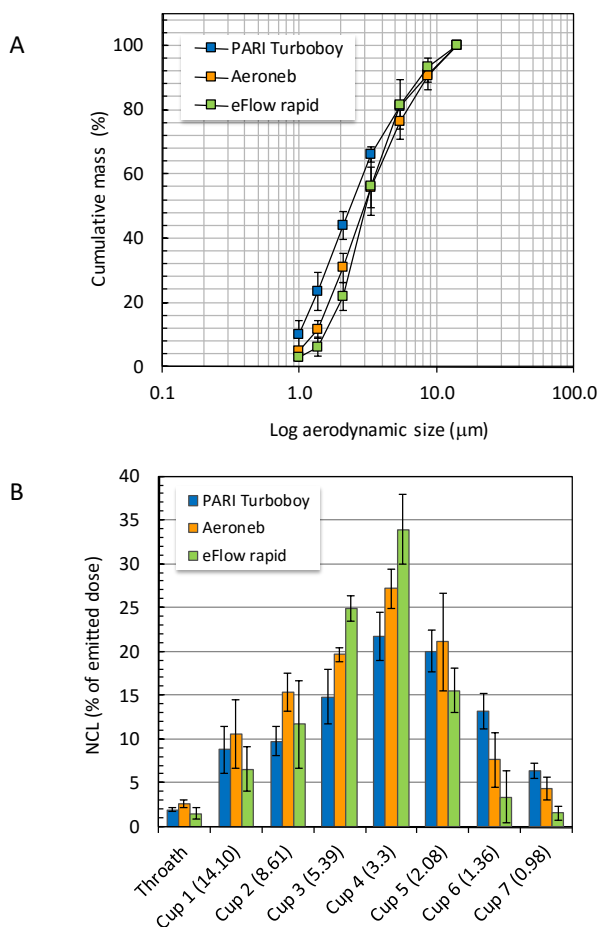 A
PARI Turboboy
Aeroneb
eFlow rapid
Cumulative mass (%)
100
80
60
40
20
0
0.1
1.0
10.0
100.0
Log aerodynamic size (μm)
B
PARI Turboboy
Aeroneb
eFlow rapid
NCL (% of emitted dose)
40
35
30
25
20
15
10
5
0
Throath
Cup 1 (14.10)
Cup 2 (8.61)
Cup 3 (5.39)
Cup 4 (3.3)
Cup 5 (2.08)
Cup 6 (1.36)
Cup 7 (0.98)